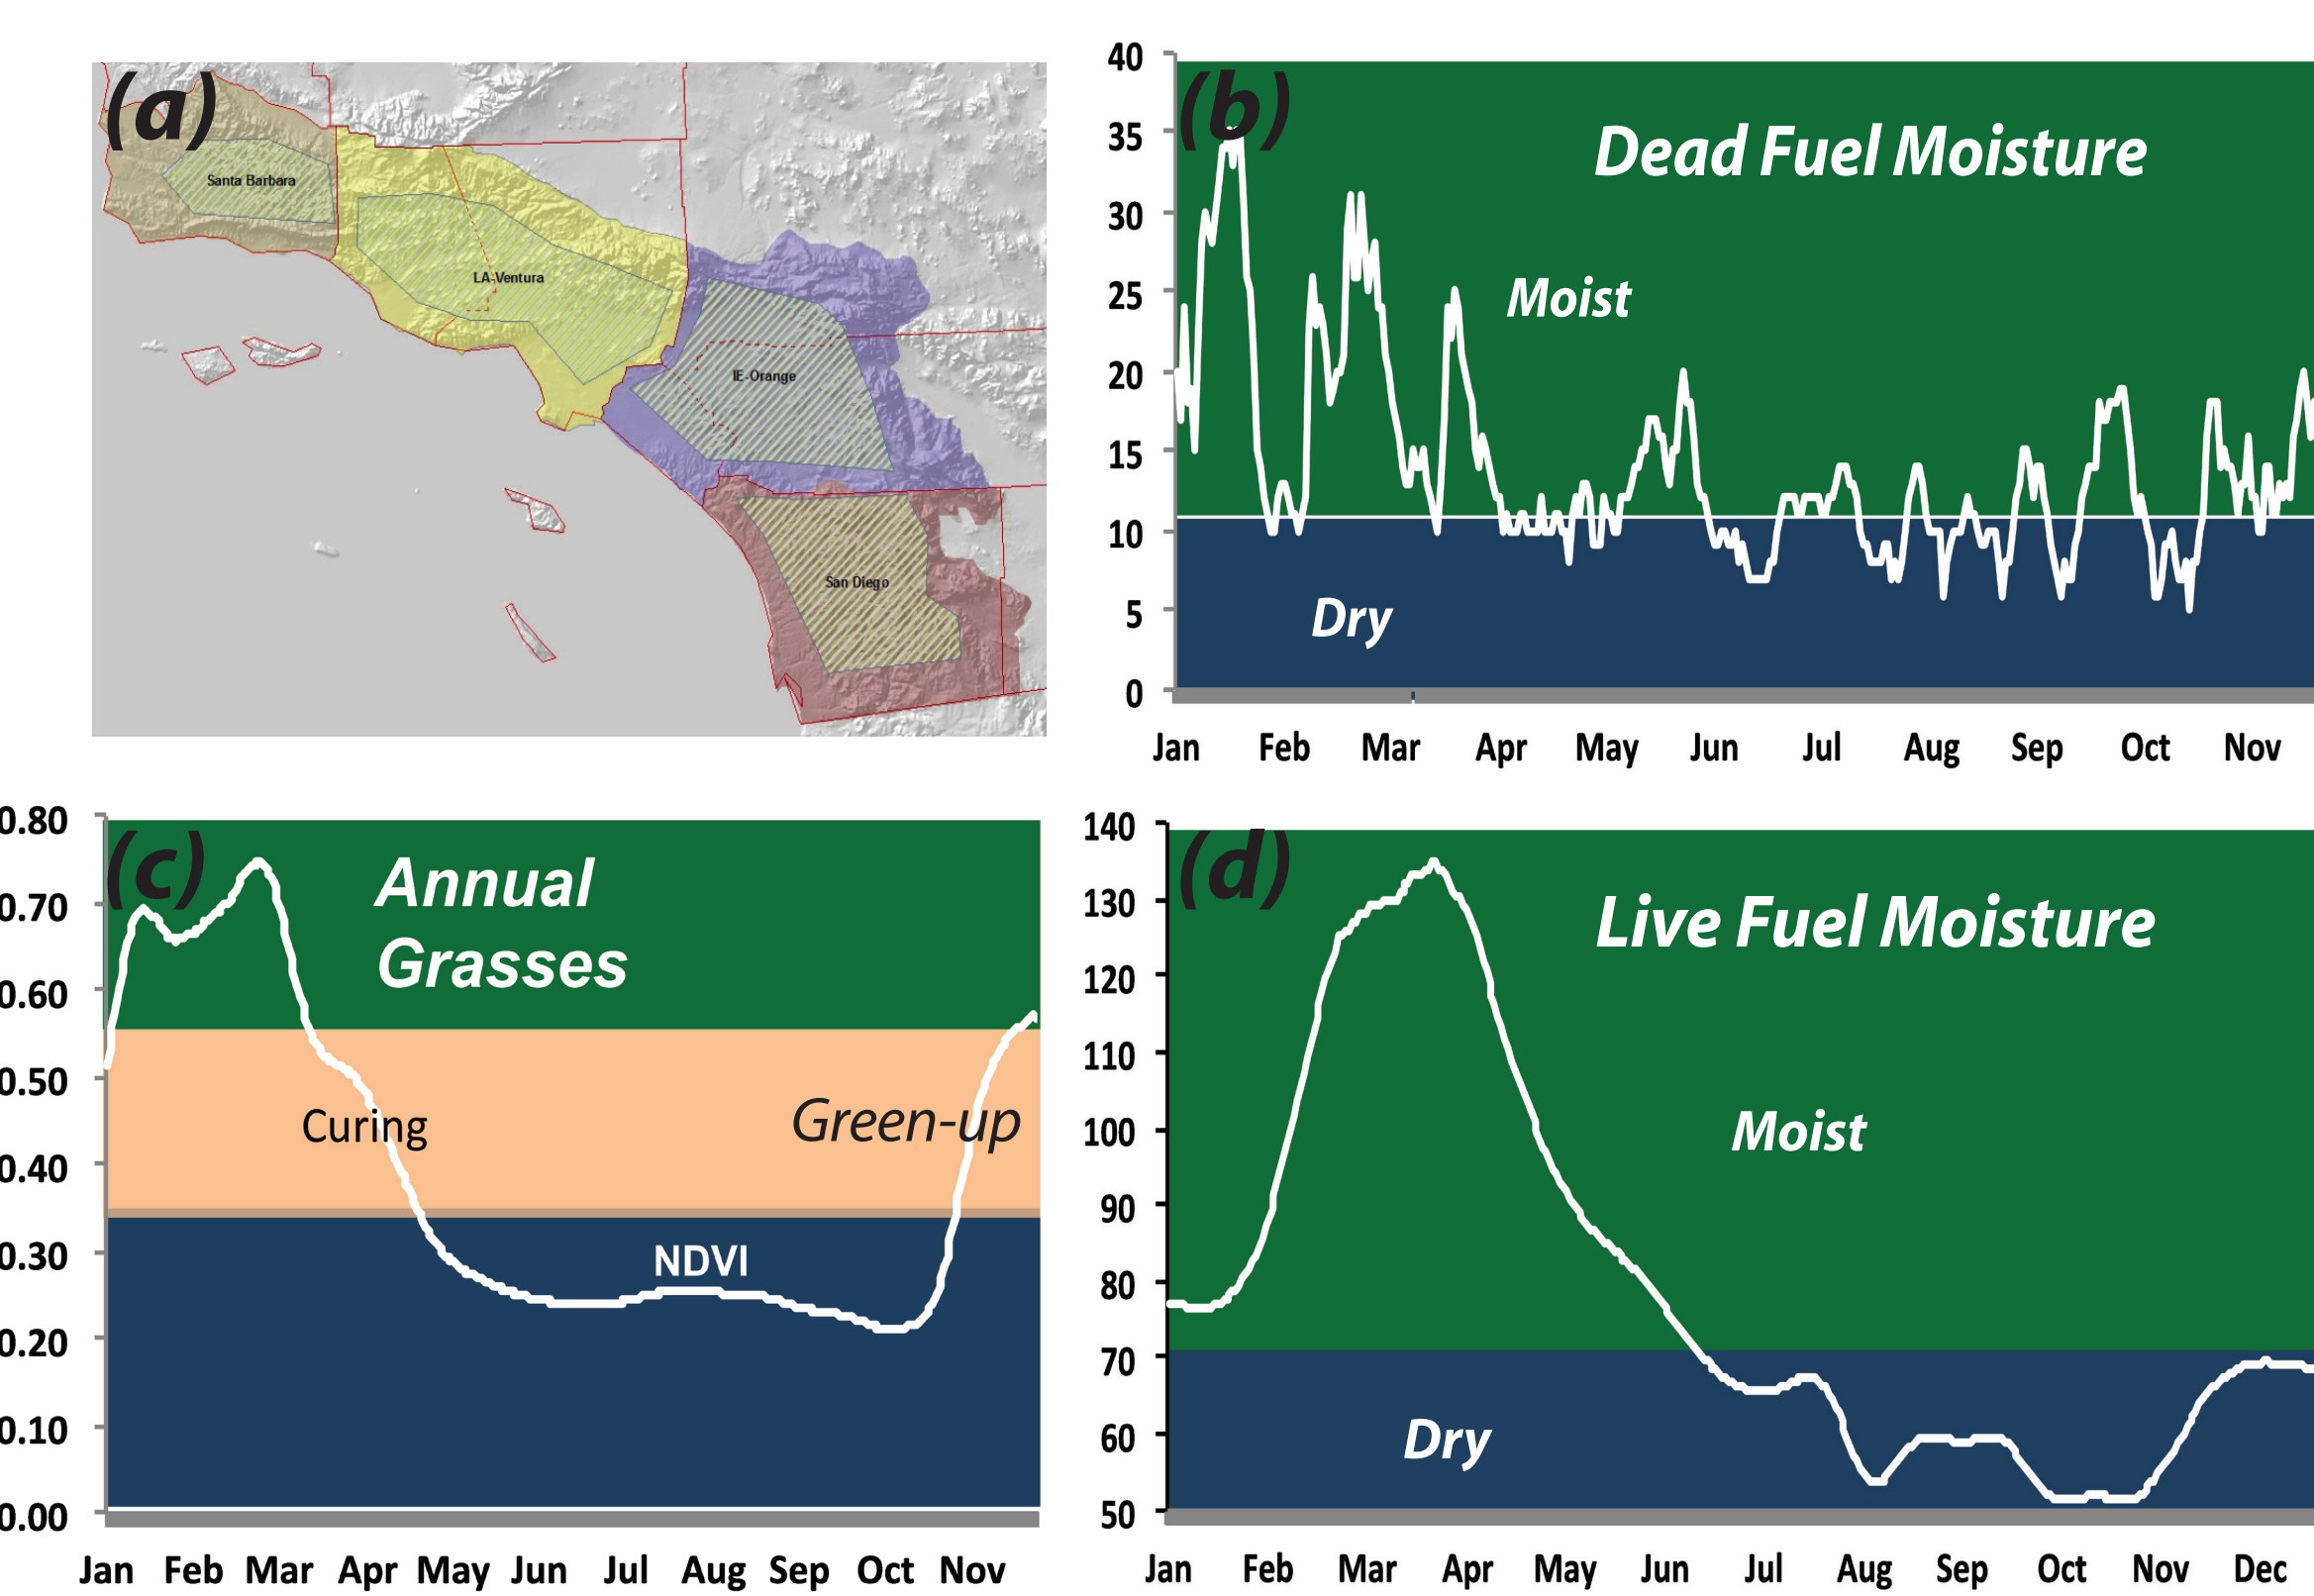 (a)
Santa Barbara
LA-Ventura
IE-Orange
San Diego
(b)
Dead Fuel Moisture
Moist
Dry
40
35
30
25
20
15
10
5
0
Jan Feb Mar Apr May Jun Jul Aug Sep Oct Nov
(c)
Annual
Grasses
Curing
Green-up
NDVI
0.80
0.70
0.60
0.50
0.40
0.30
0.20
0.10
0.00
Jan Feb Mar Apr May Jun Jul Aug Sep Oct Nov
(d)
Live Fuel Moisture
Moist
Dry
140
130
120
110
100
90
80
70
60
50
Jan Feb Mar Apr May Jun Jul Aug Sep Oct Nov Dec